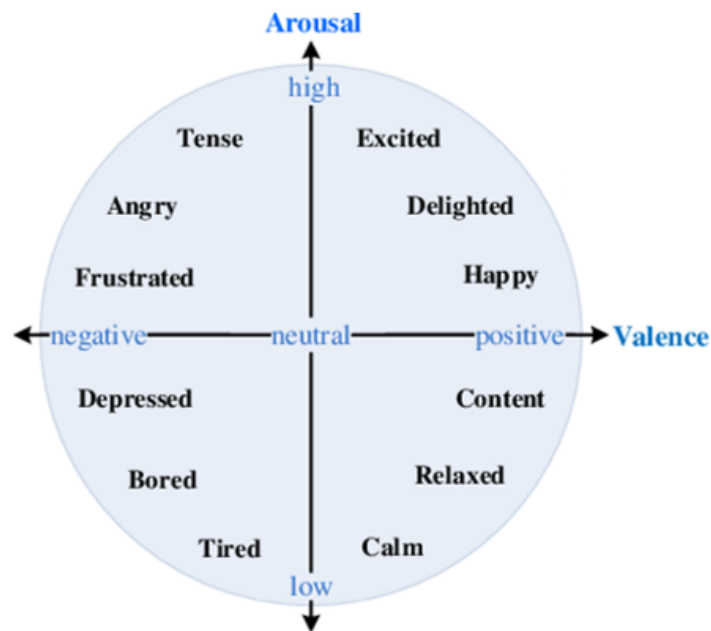 Arousal
high
Tense Excited
Angry Delighted
Frustrated Happy
negative neutral positive Valence
Depressed Content
Bored Relaxed
Tired Calm
low